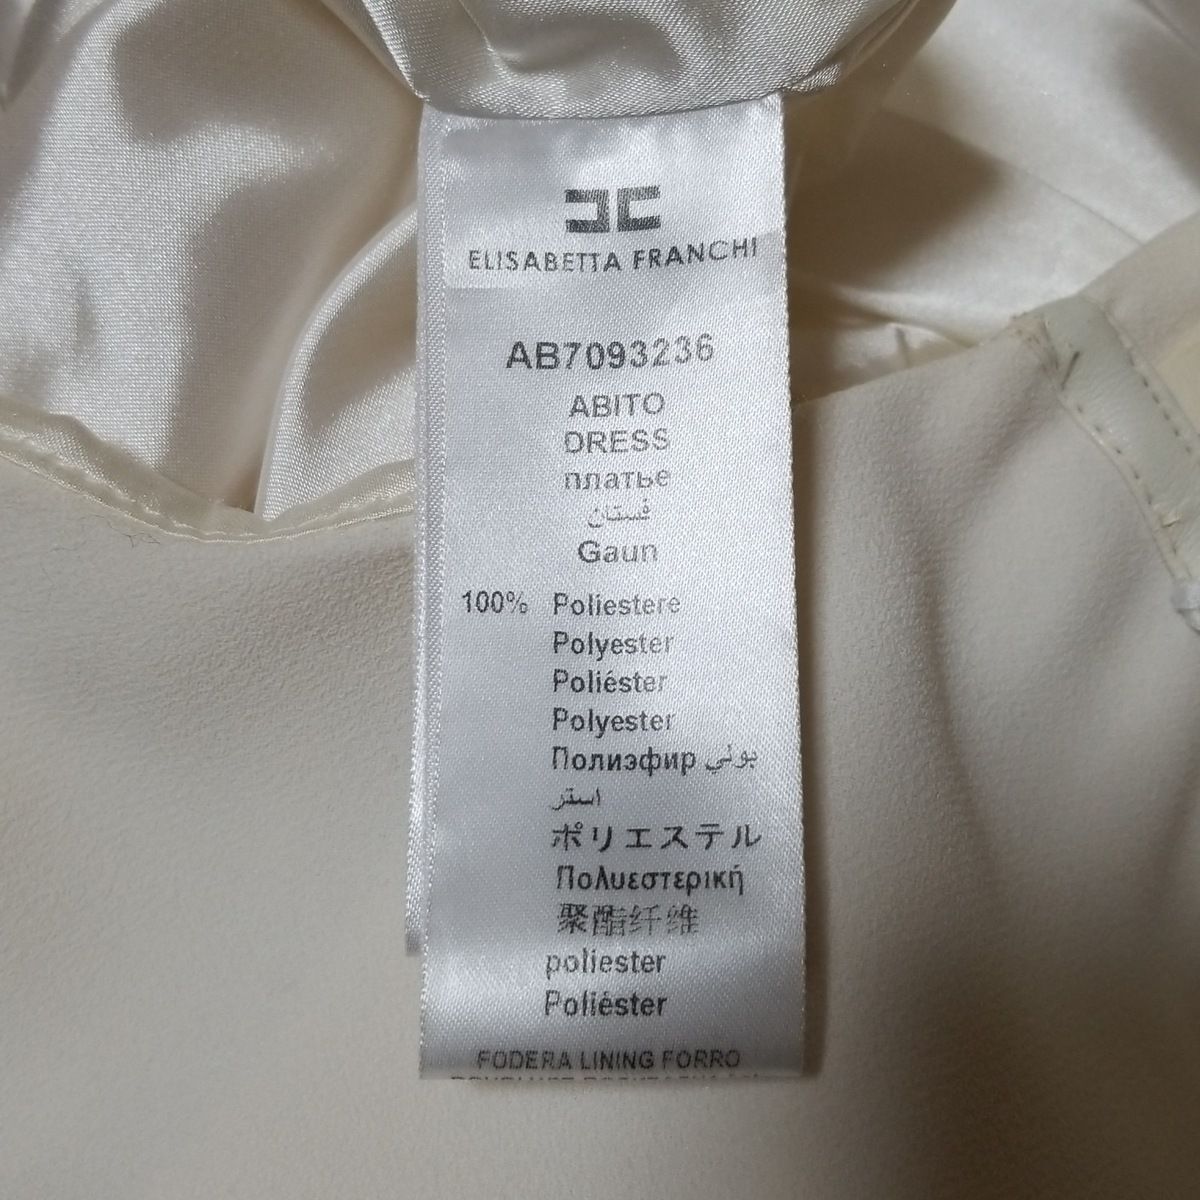 ELISABETTA FRANCHI
AB7093236
ABITO
DRESS
платье
فستان
Gaun
100% Poliestere
Polyester
Poliéster
Polyester
Полиэфир بولي
استر
ポリエステル
Πολυεστερική
聚酯纤维
poliester
Poliéster
FODERA LINING FORRO